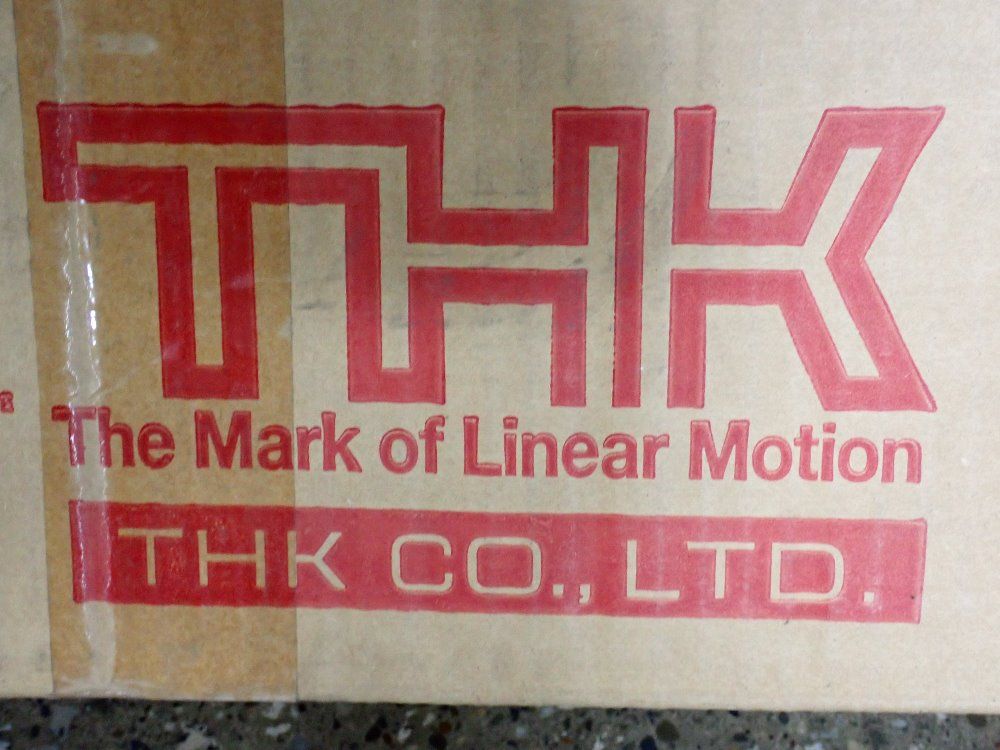 THK
The Mark of Linear Motion
THK CO., LTD.